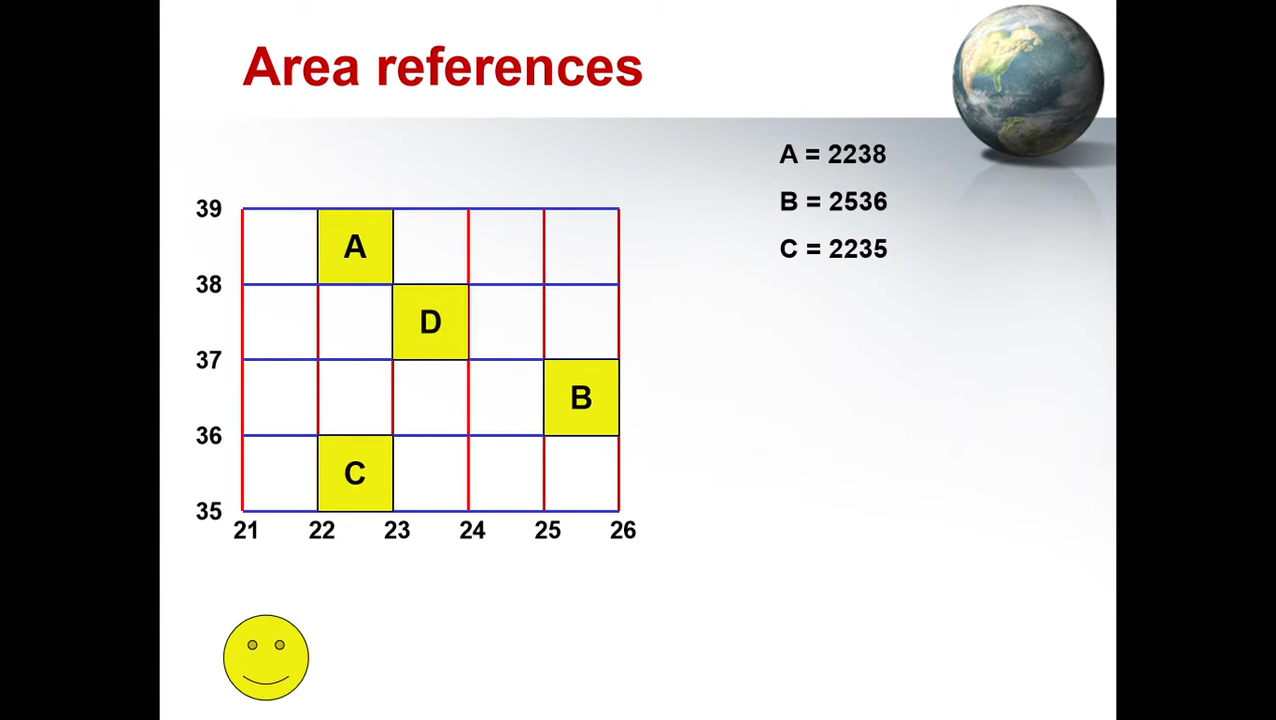 Area references
A = 2238
B = 2536
C = 2235
39
A
38
D
37
B
36
C
35
21 22 23 24 25 26